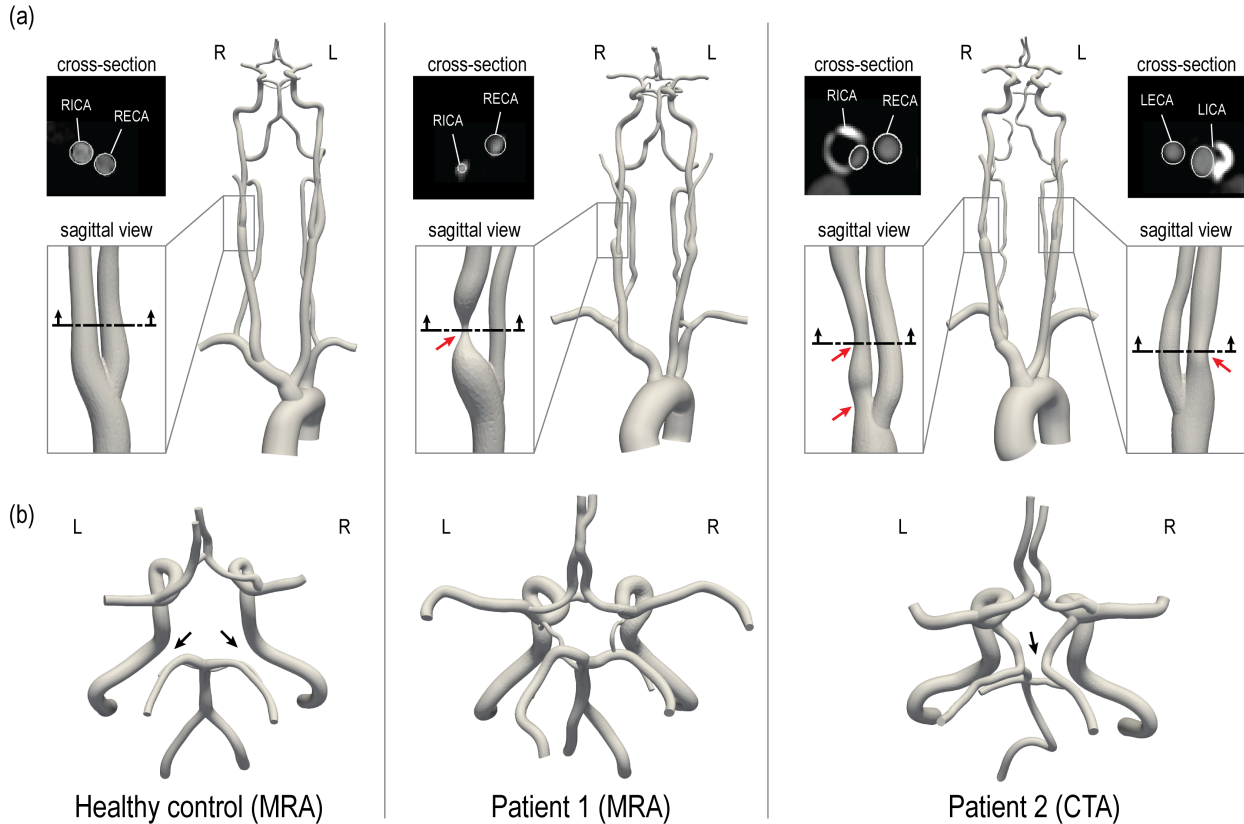 (a)
R
L
cross-section
RICA
RECA
sagittal view
R
L
cross-section
RICA
RECA
sagittal view
R
L
cross-section
RICA
RECA
cross-section
LECA
LICA
sagittal view
sagittal view
(b)
L
R
L
R
L
R
Healthy control (MRA)
Patient 1 (MRA)
Patient 2 (CTA)